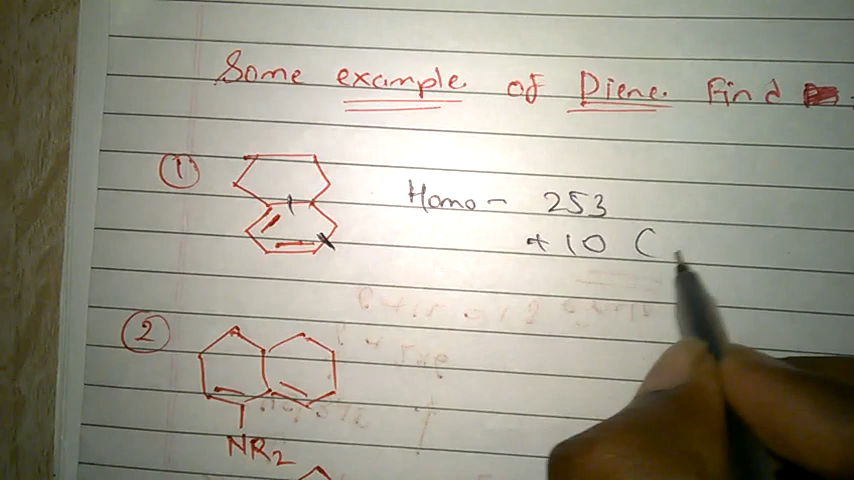 Some example of Diene. Find
1
Homo - 253
+ 10 (
2
NR2